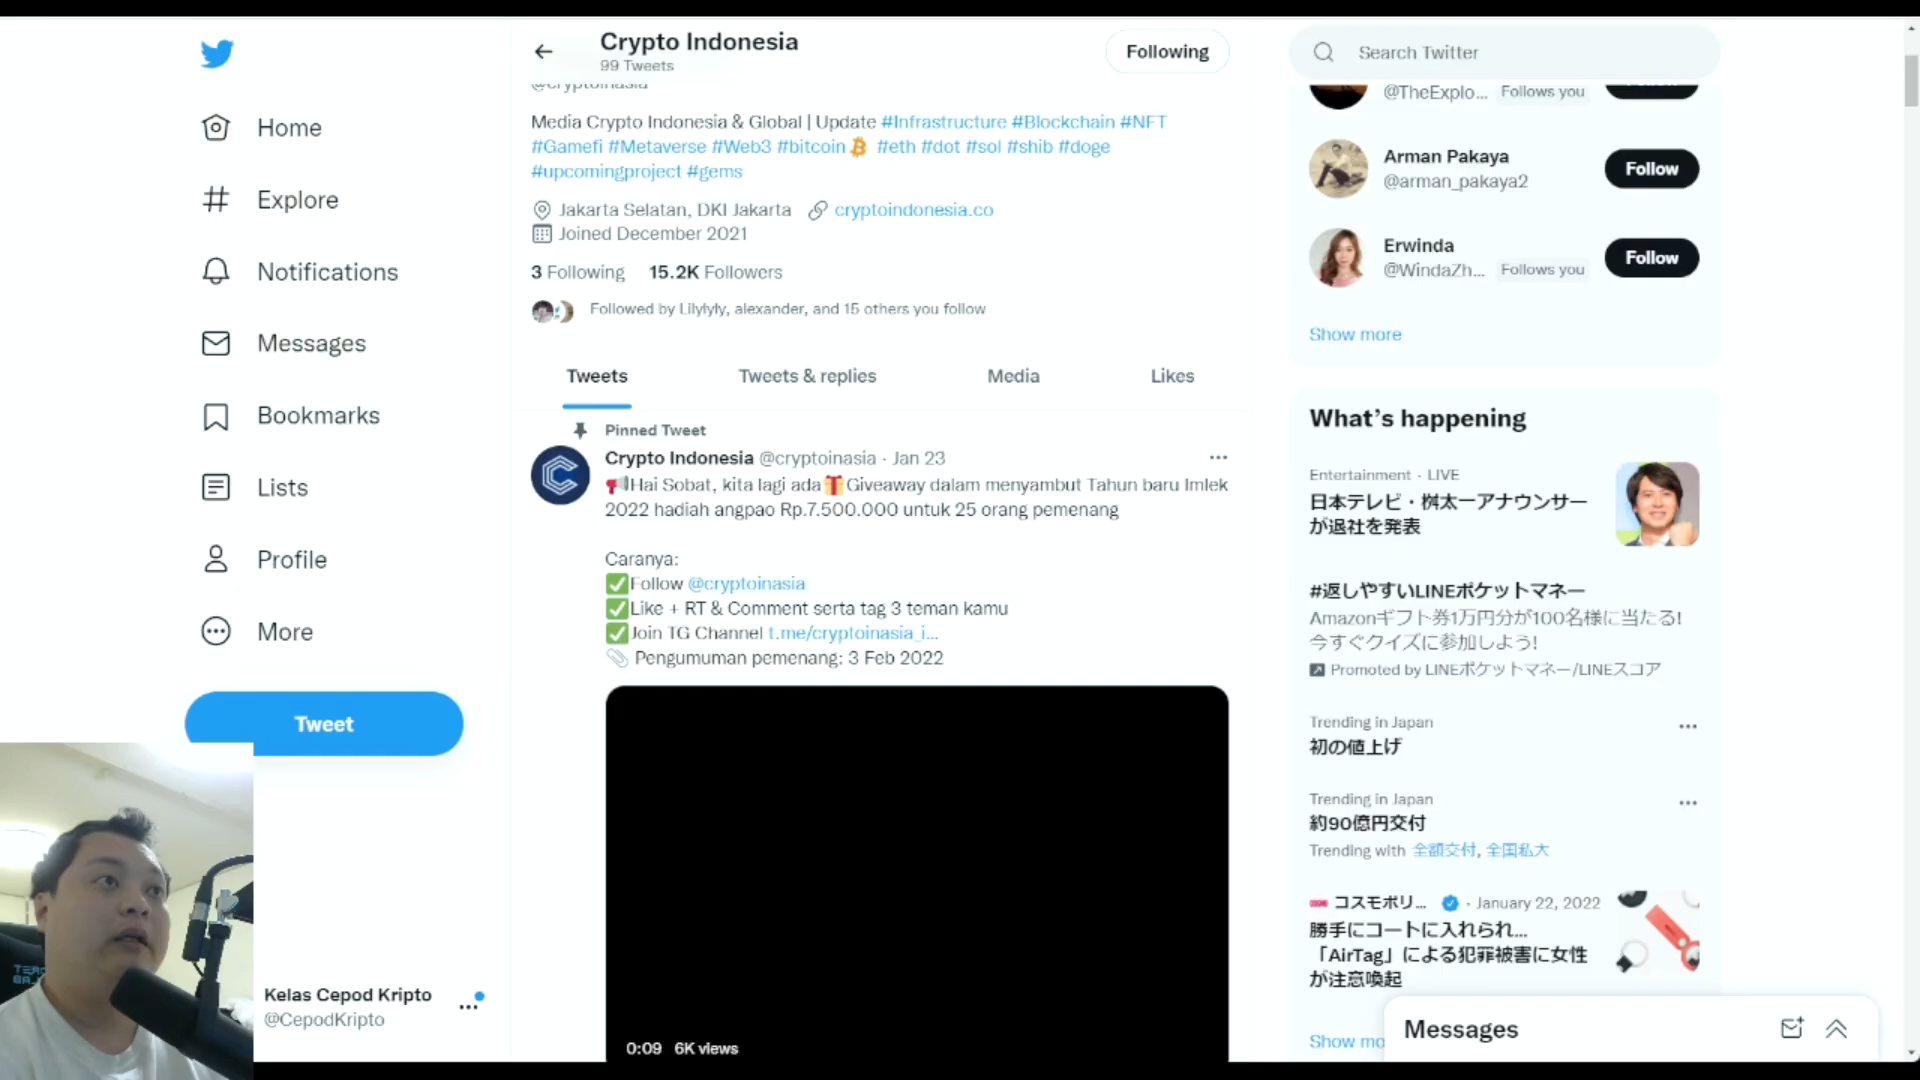 Home
Explore
Notifications
Messages
Bookmarks
Lists
Profile
More
Tweet
Kelas Cepod Kripto
@CepodKripto
Crypto Indonesia
99 Tweets
Following
@cryptoinasia
Media Crypto Indonesia & Global | Update #Infrastructure #Blockchain #NFT
#Gamefi #Metaverse #Web3 #bitcoin #eth #dot #sol #shib #doge
#upcomingproject #gems
Jakarta Selatan, DKI Jakarta cryptoindonesia.co
Joined December 2021
3 Following 15.2K Followers
Followed by Lilylyly, alexander, and 15 others you follow
Tweets Tweets & replies Media Likes
Pinned Tweet
Crypto Indonesia @cryptoinasia · Jan 23
📢Hai Sobat, kita lagi ada🎁Giveaway dalam menyambut Tahun baru Imlek
2022 hadiah angpao Rp.7.500.000 untuk 25 orang pemenang
Caranya:
✅Follow @cryptoinasia
✅Like + RT & Comment serta tag 3 teman kamu
✅Join TG Channel t.me/cryptoinasia_i...
📎 Pengumuman pemenang: 3 Feb 2022
0:09 6K views
Search Twitter
@TheExplo... Follows you
Arman Pakaya
@arman_pakaya2
Follow
Erwinda
@WindaZh... Follows you
Follow
Show more
What's happening
Entertainment · LIVE
日本テレビ・桝太一アナウンサー
が退社を発表
#返しやすいLINEポケットマネー
Amazonギフト券1万円分が100名様に当たる!
今すぐクイズに参加しよう!
Promoted by LINEポケットマネー/LINEスコア
Trending in Japan
初の値上げ
Trending in Japan
約90億円交付
Trending with 全額交付, 全国私大
コスモポリ... · January 22, 2022
勝手にコートに入れられ...
「AirTag」による犯罪被害に女性
が注意喚起
Show mo
Messages